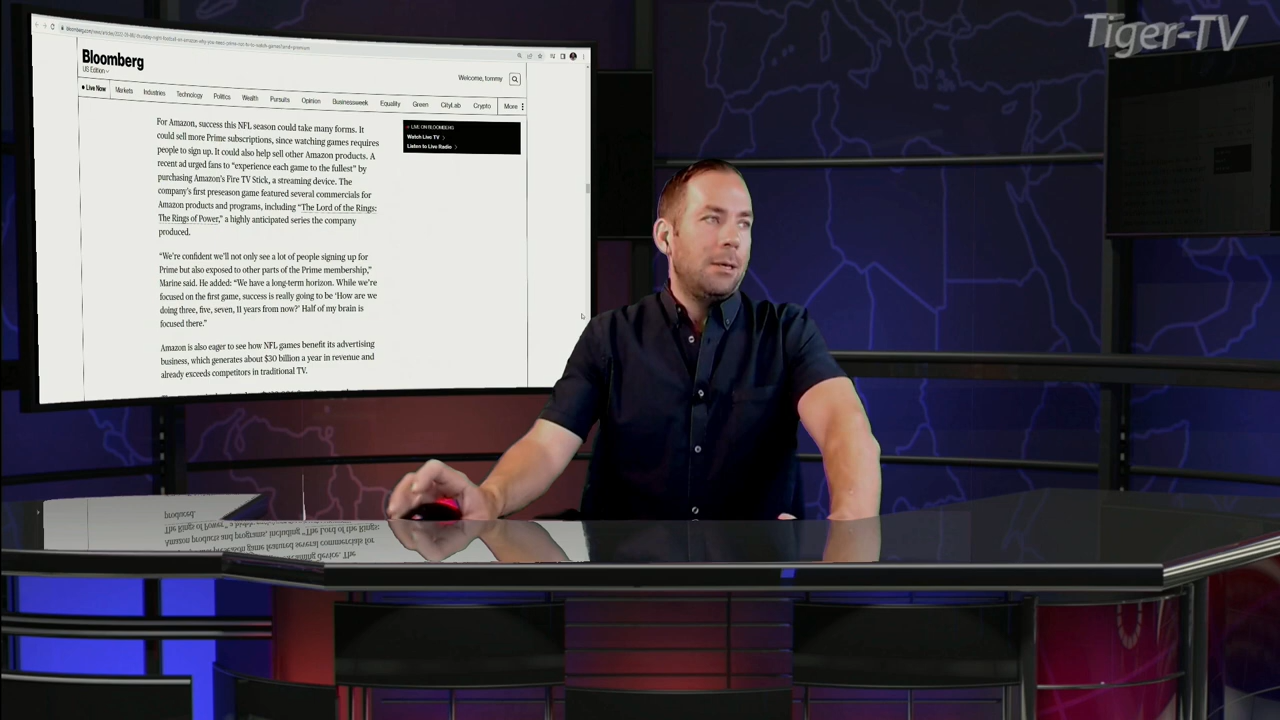 Tiger-TV
Bloomberg
US Edition
Welcome, tommy
Live Now Markets Industries Technology Politics Wealth Pursuits Opinion Businessweek Equality Green CityLab Crypto More
For Amazon, success this NFL season could take many forms. It
could sell more Prime subscriptions, since watching games requires
people to sign up. It could also help sell other Amazon products. A
recent ad urged fans to “experience each game to the fullest” by
purchasing Amazon's Fire TV Stick, a streaming device. The
company's first preseason game featured several commercials for
Amazon products and programs, including “The Lord of the Rings:
The Rings of Power,” a highly anticipated series the company
produced.
LIVE ON BLOOMBERG
Watch Live TV
Listen to Live Radio
“We're confident we'll not only see a lot of people signing up for
Prime but also exposed to other parts of the Prime membership,”
Marine said. He added: “We have a long-term horizon. While we're
focused on the first game, success is really going to be ‘How are we
doing three, five, seven, 11 years from now?’ Half of my brain is
focused there.”
Amazon is also eager to see how NFL games benefit its advertising
business, which generates about $30 billion a year in revenue and
already exceeds competitors in traditional TV.